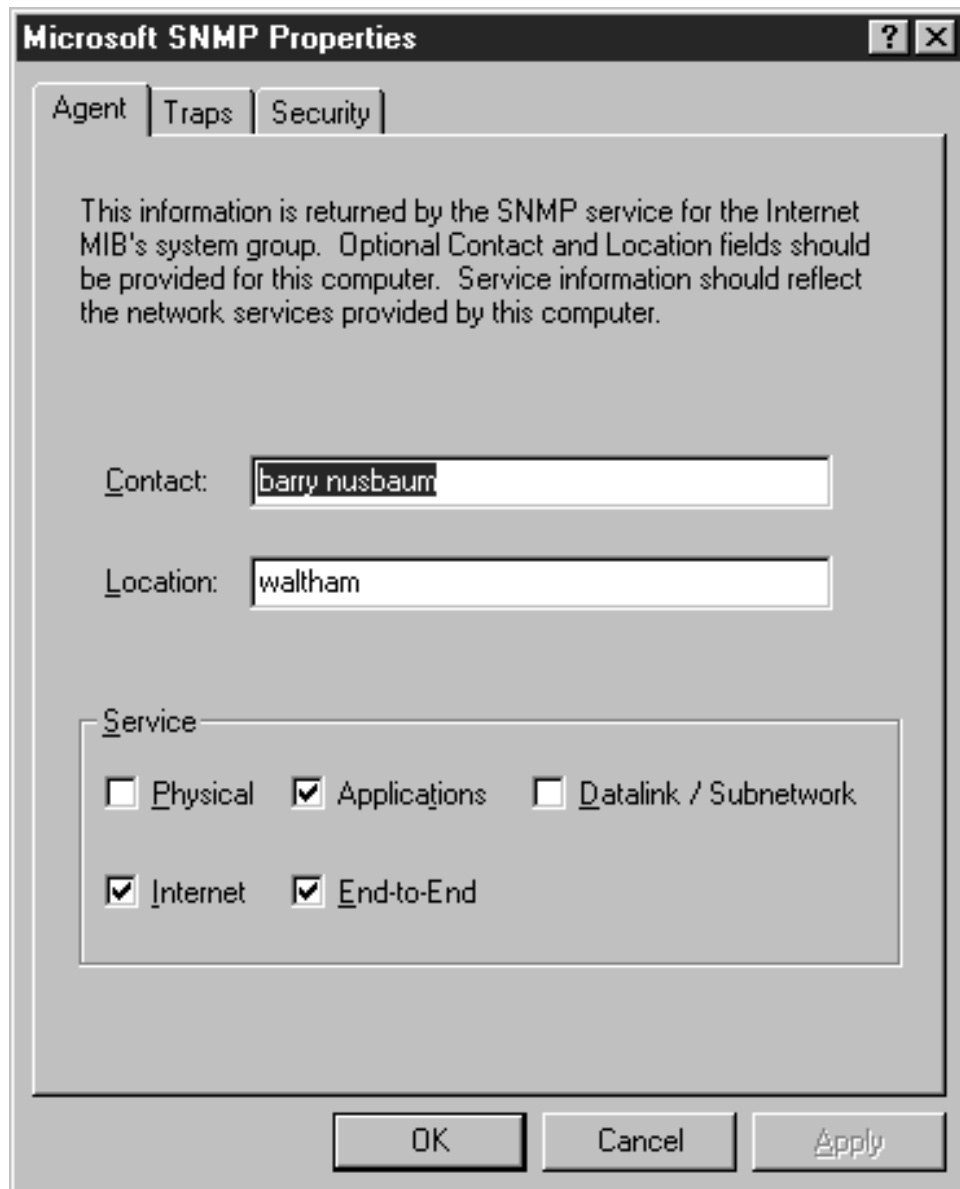 Microsoft SNMP Properties
Agent Traps Security
This information is returned by the SNMP service for the Internet
MIB's system group. Optional Contact and Location fields should
be provided for this computer. Service information should reflect
the network services provided by this computer.
Contact: barry nusbaum
Location: waltham
Service
Physical Applications Datalink / Subnetwork
Internet End-to-End
OK Cancel Apply